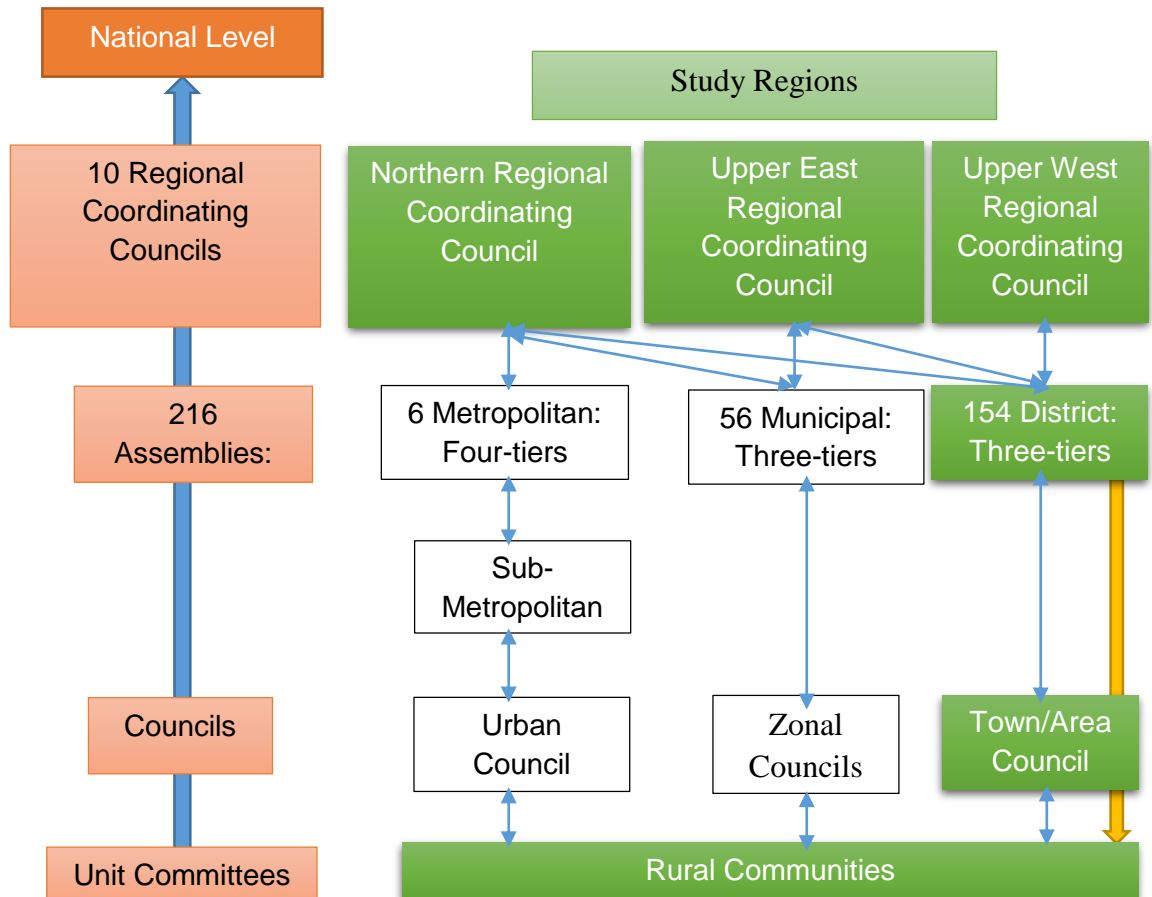 National Level
Study Regions
10 Regional
Coordinating
Councils
Northern Regional
Coordinating
Council
Upper East
Regional
Coordinating
Council
Upper West
Regional
Coordinating
Council
216
Assemblies:
6 Metropolitan:
Four-tiers
56 Municipal:
Three-tiers
154 District:
Three-tiers
Sub-
Metropolitan
Councils
Urban
Council
Zonal
Councils
Town/Area
Council
Unit Committees
Rural Communities